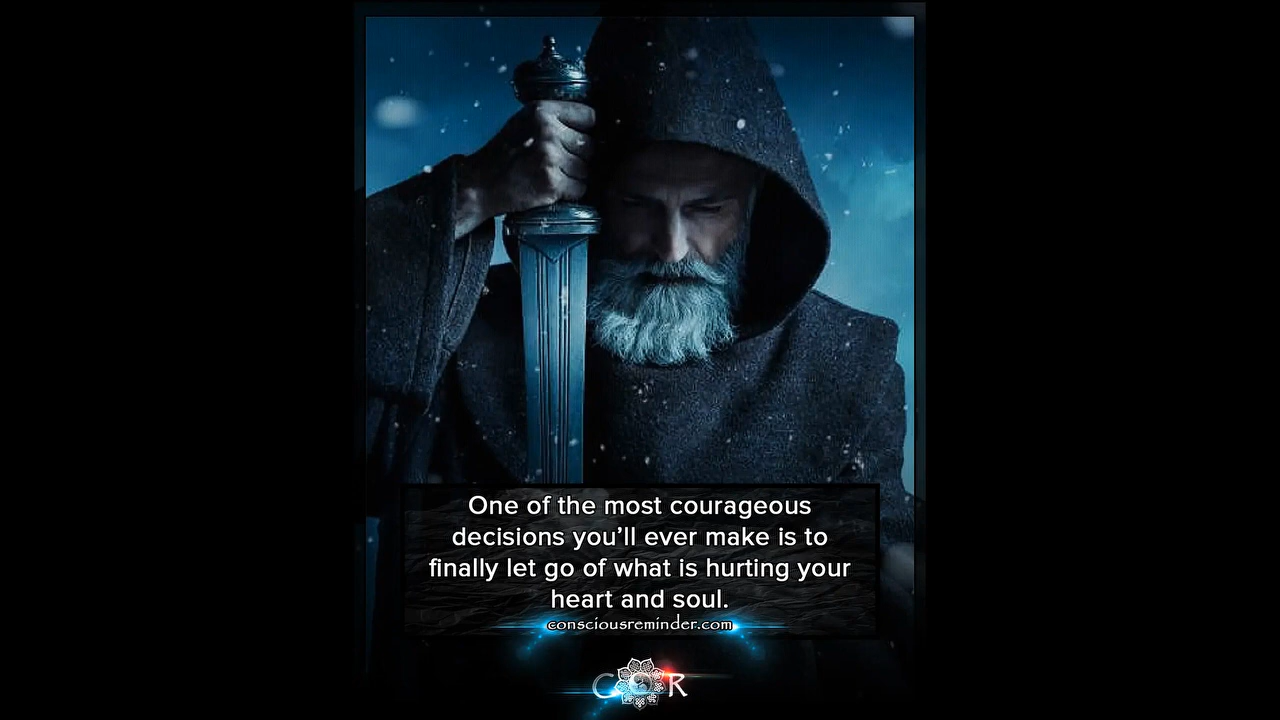 One of the most courageous
decisions you’ll ever make is to
finally let go of what is hurting your
heart and soul.
consciousreminder.com
C R